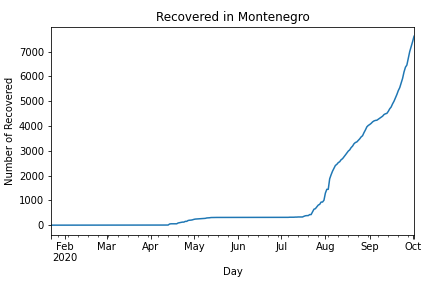 Recovered in Montenegro
Number of Recovered
7000
6000
5000
4000
3000
2000
1000
0
Feb Mar Apr May Jun Jul Aug Sep Oct
2020
Day